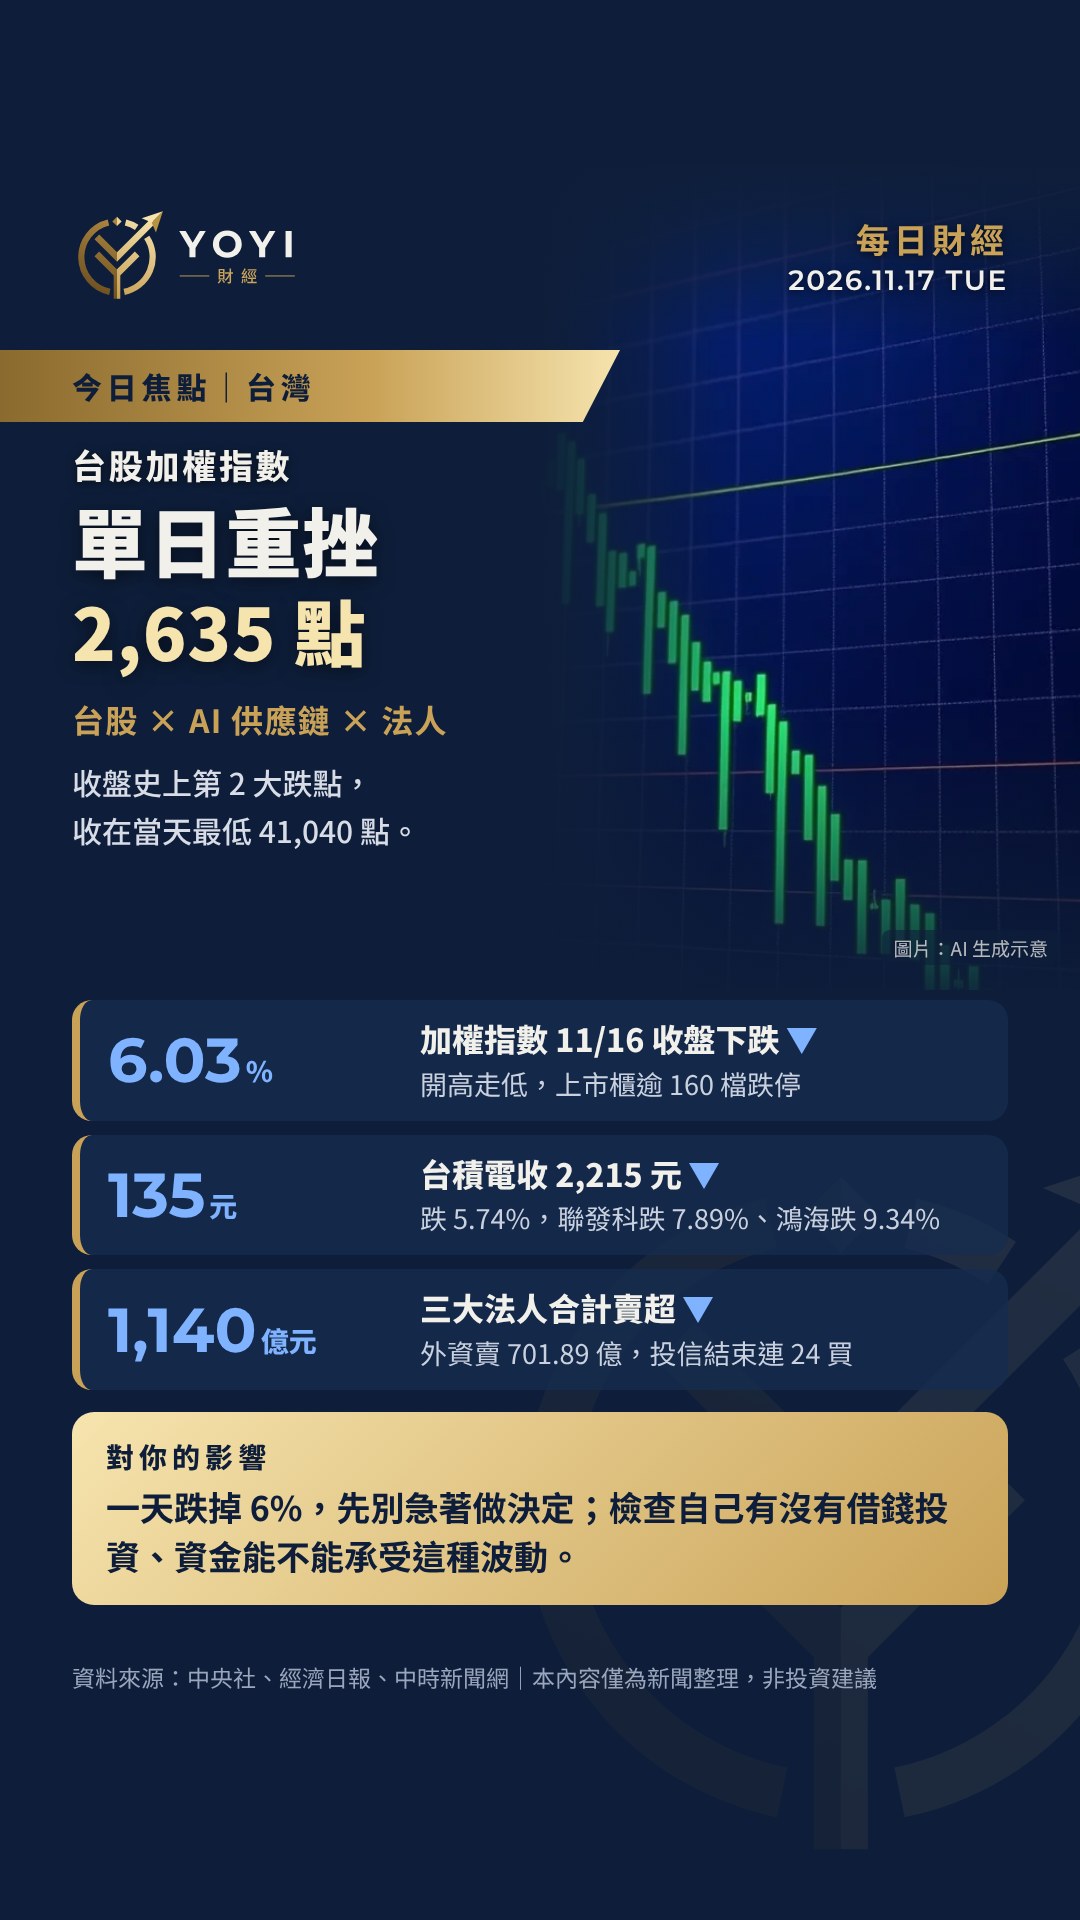 YOYI
財經
每日財經
2026.11.17 TUE
今日焦點｜台灣
台股加權指數
單日重挫
2,635 點
台股 × AI 供應鏈 × 法人
收盤史上第 2 大跌點，
收在當天最低 41,040 點。
圖片：AI 生成示意
6.03%
加權指數 11/16 收盤下跌▼
開高走低，上市櫃逾 160 檔跌停
135元
台積電收 2,215 元▼
跌 5.74%，聯發科跌 7.89%、鴻海跌 9.34%
1,140億元
三大法人合計賣超▼
外資賣 701.89 億，投信結束連 24 買
對你的影響
一天跌掉 6%，先別急著做決定；檢查自己有沒有借錢投
資、資金能不能承受這種波動。
資料來源：中央社、經濟日報、中時新聞網｜本內容僅為新聞整理，非投資建議